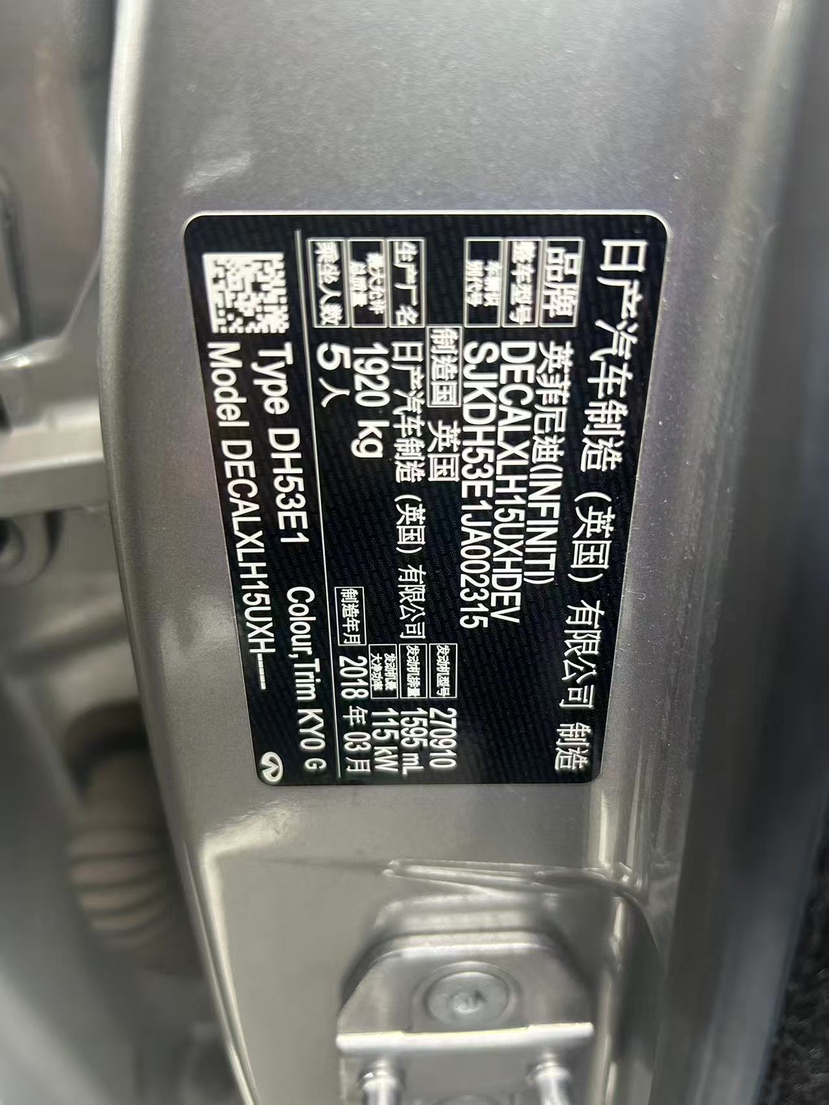 日产汽车制造（英国）有限公司 制造
品牌 英菲尼迪(INFINITI)
整车型号 DECALXLH15UXHDEV
车辆识别代号 SJKDH53E1JA002315
制造国 英国 发动机型号 270910
生产厂名 日产汽车制造（英国）有限公司 发动机排量 1595 mL
最大允许总质量 1920 kg 发动机最大净功率 115 kW
乘坐人数 5 人 制造年月 2018 年 03 月
Type DH53E1 Colour,Trim KY0 G
Model DECALXLH15UXH-----